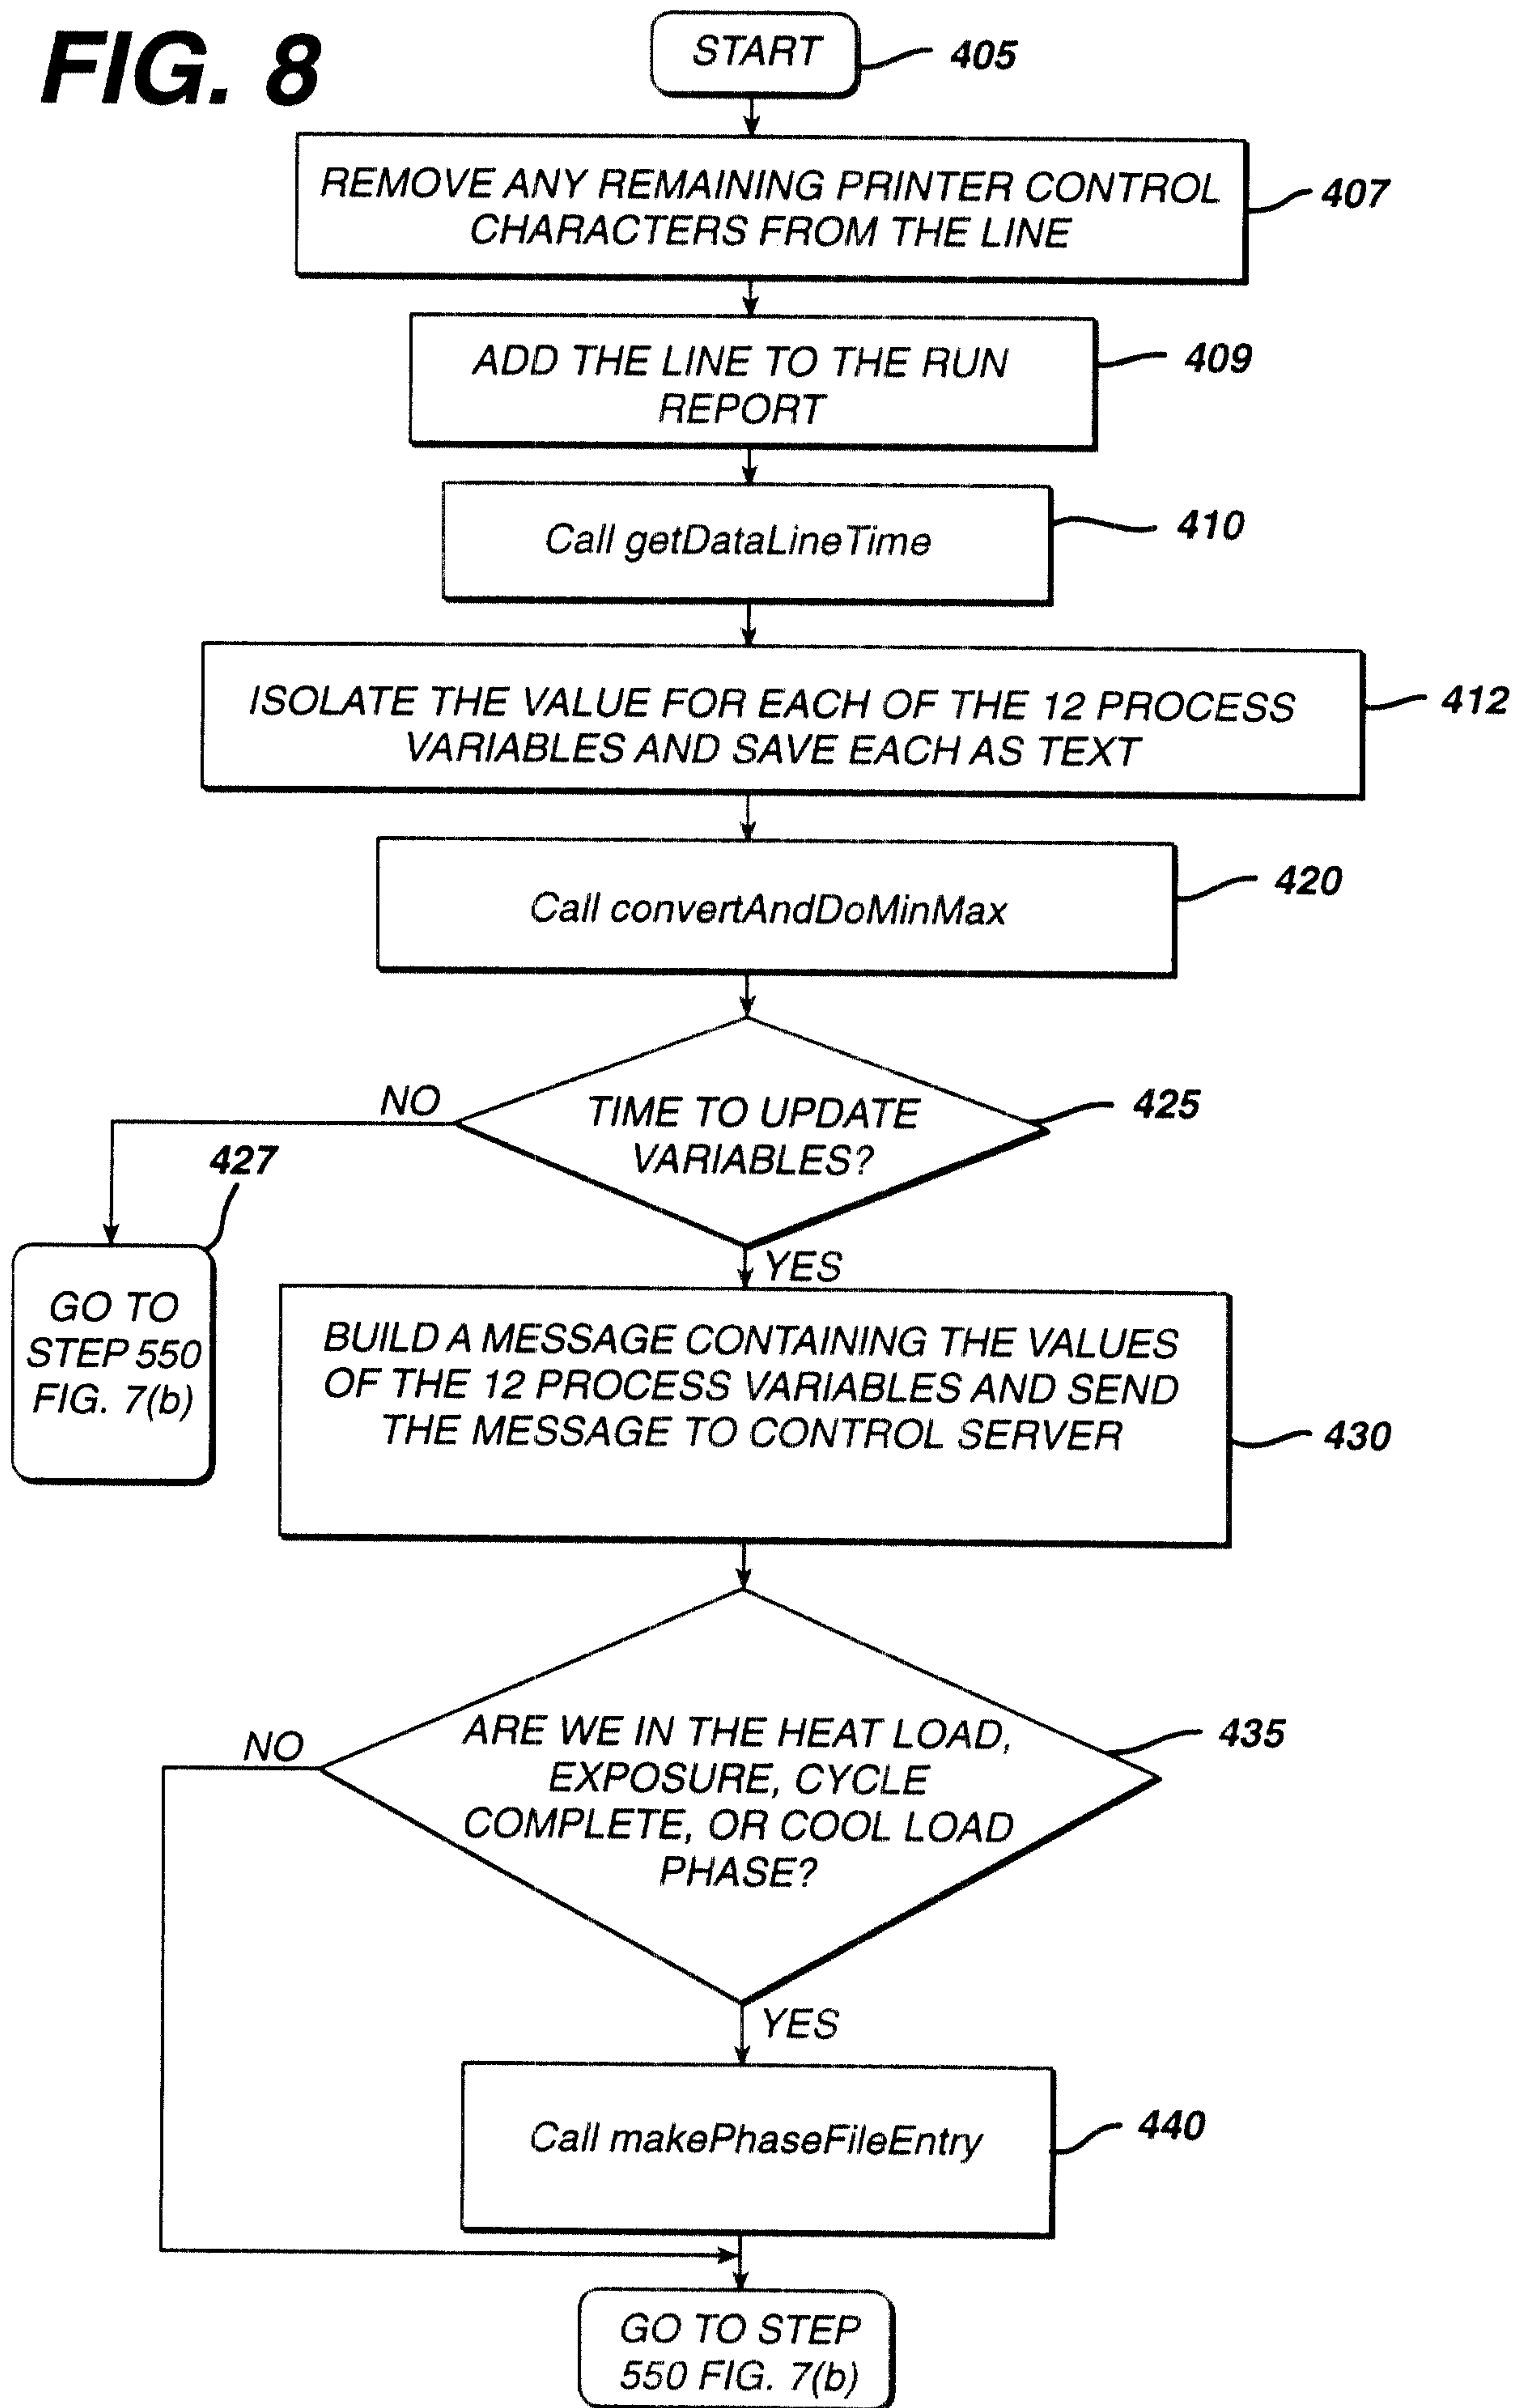 FIG. 8
START
405
REMOVE ANY REMAINING PRINTER CONTROL
CHARACTERS FROM THE LINE
407
ADD THE LINE TO THE RUN
REPORT
409
Call getDataLineTime
410
ISOLATE THE VALUE FOR EACH OF THE 12 PROCESS
VARIABLES AND SAVE EACH AS TEXT
412
Call convertAndDoMinMax
420
TIME TO UPDATE
VARIABLES?
425
NO
427
GO TO
STEP 550
FIG. 7(b)
YES
BUILD A MESSAGE CONTAINING THE VALUES
OF THE 12 PROCESS VARIABLES AND SEND
THE MESSAGE TO CONTROL SERVER
430
ARE WE IN THE HEAT LOAD,
EXPOSURE, CYCLE
COMPLETE, OR COOL LOAD
PHASE?
435
NO
YES
Call makePhaseFileEntry
440
GO TO STEP
550 FIG. 7(b)